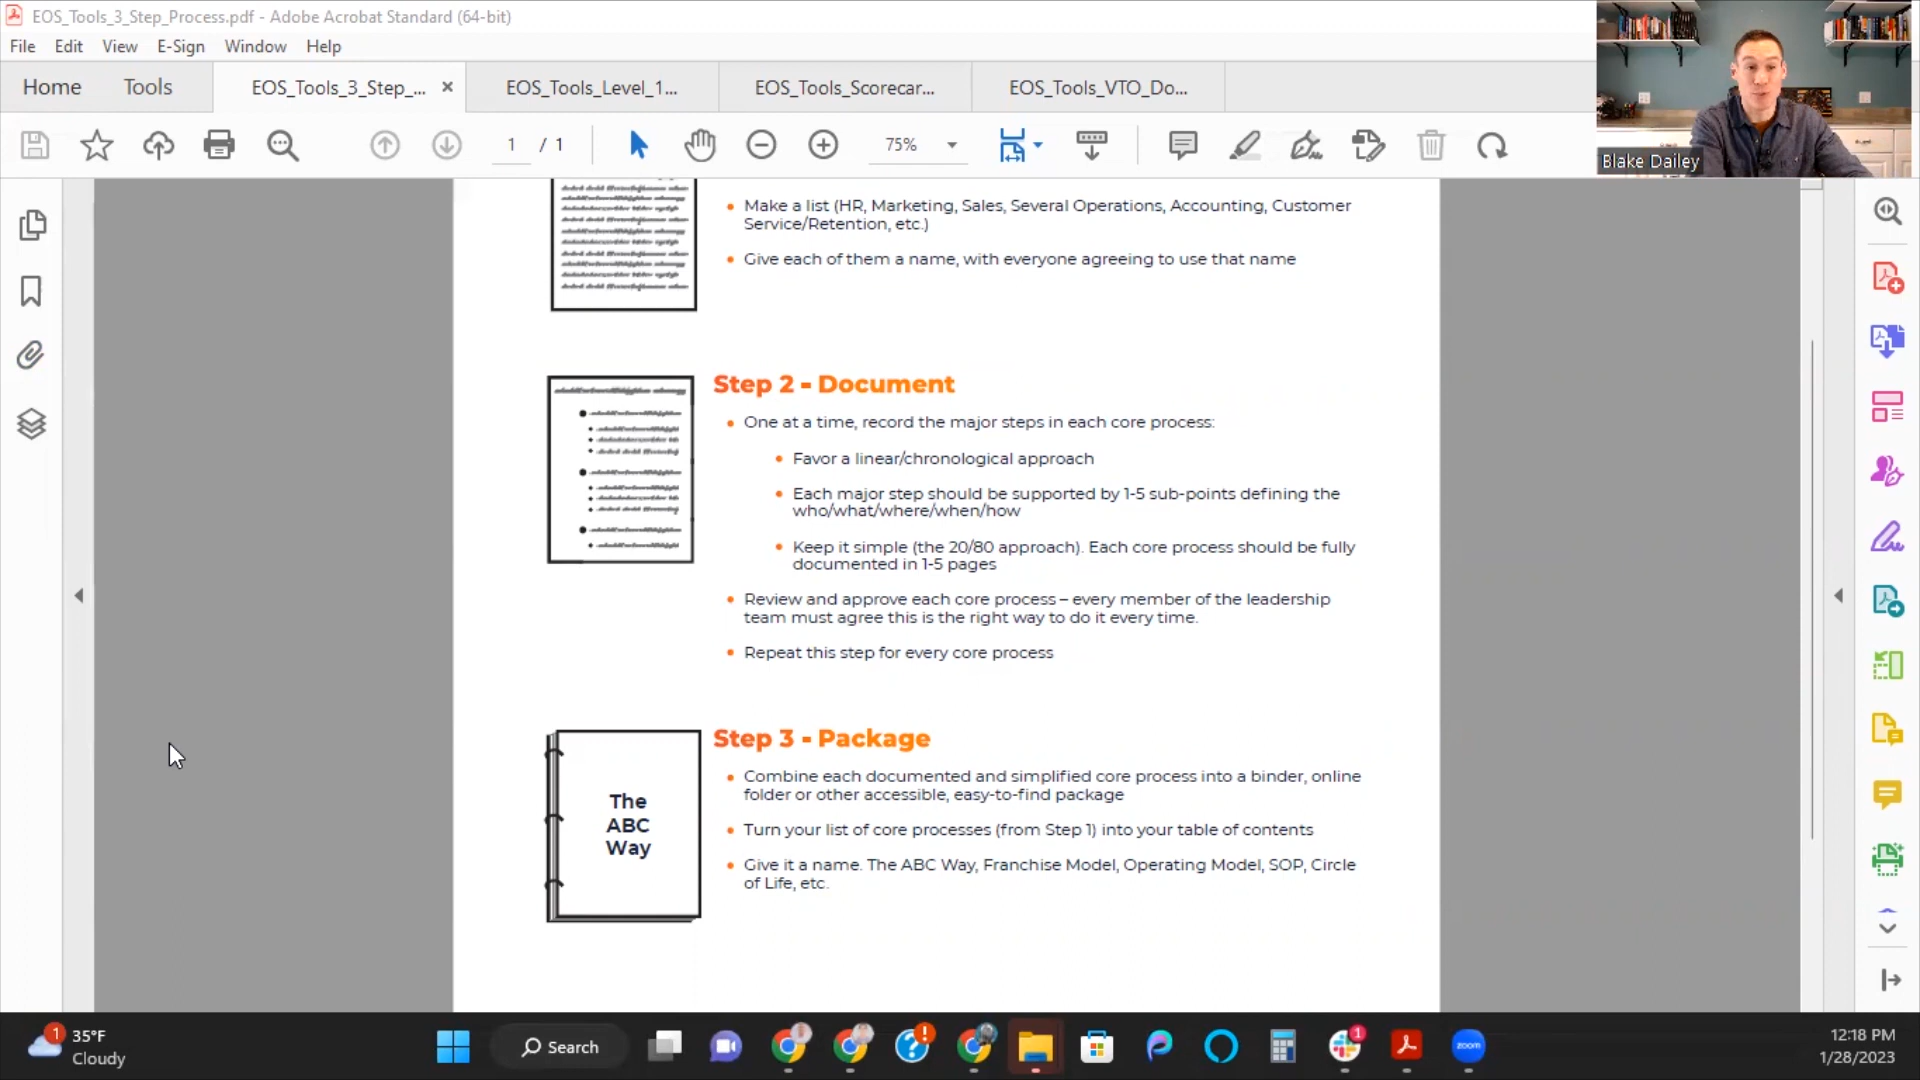 EOS_Tools_3_Step_Process.pdf - Adobe Acrobat Standard (64-bit)
File Edit View E-Sign Window Help
Home Tools EOS_Tools_3_Step_... EOS_Tools_Level_1... EOS_Tools_Scorecar... EOS_Tools_VTO_Do...
1 / 1 75%
Blake Dailey
Make a list (HR, Marketing, Sales, Several Operations, Accounting, Customer
Service/Retention, etc.)
Give each of them a name, with everyone agreeing to use that name
Step 2 - Document
One at a time, record the major steps in each core process:
Favor a linear/chronological approach
Each major step should be supported by 1-5 sub-points defining the
who/what/where/when/how
Keep it simple (the 20/80 approach). Each core process should be fully
documented in 1-5 pages
Review and approve each core process – every member of the leadership
team must agree this is the right way to do it every time.
Repeat this step for every core process
The
ABC
Way
Step 3 - Package
Combine each documented and simplified core process into a binder, online
folder or other accessible, easy-to-find package
Turn your list of core processes (from Step 1) into your table of contents
Give it a name. The ABC Way, Franchise Model, Operating Model, SOP, Circle
of Life, etc.
1
35°F
Cloudy
Search
1
zoom
12:18 PM
1/28/2023